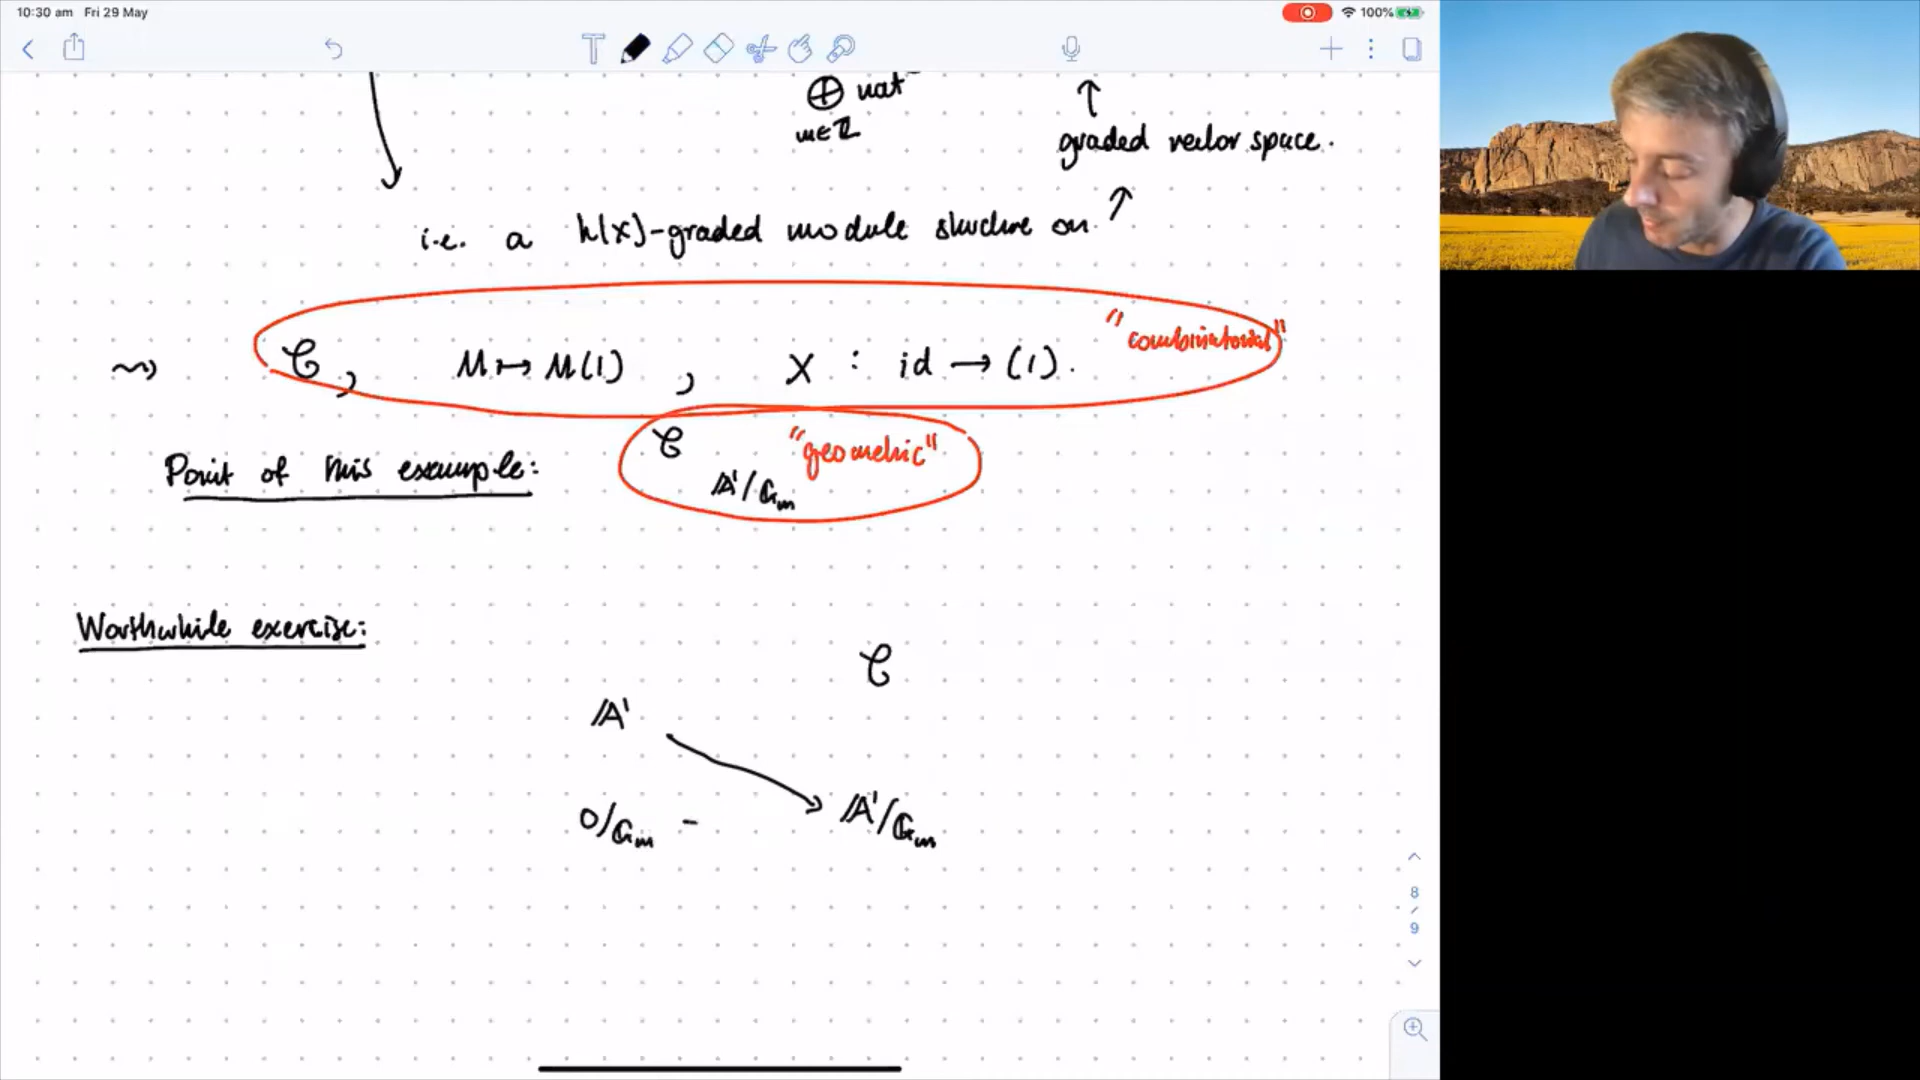 10:30 am Fri 29 May
100%
⊕ nat
m∈ℤ
↑
graded vector space.
i.e. a k[x]-graded module structure on ↑
⇝ 𝒞, M ↦ M(1), X : id → (1). "combinatorial"
Point of this example: 𝒞 "geometric"
𝔸¹/𝔾ₘ
Worthwhile exercise:
𝒞
𝔸¹
0/𝔾ₘ - 𝔸¹/𝔾ₘ
8
/
9